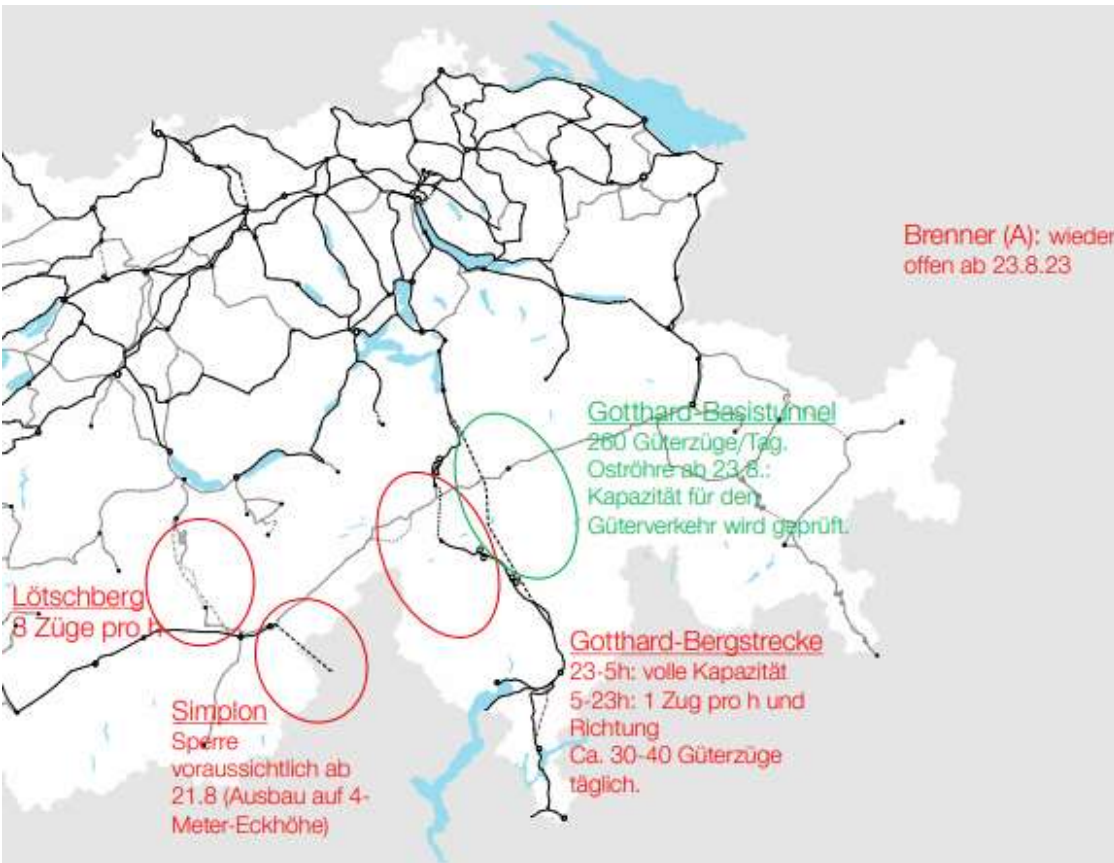 Brenner (A): wieder
offen ab 23.8.23
Gotthard-Basistunnel
260 Güterzüge/Tag.
Oströhre ab 23.8.:
Kapazität für den
Güterverkehr wird geprüft.
Lötschberg
8 Züge pro h
Gotthard-Bergstrecke
23-5h: volle Kapazität
5-23h: 1 Zug pro h und
Richtung
Ca. 30-40 Güterzüge
täglich.
Simplon
Sperre
voraussichtlich ab
21.8 (Ausbau auf 4-
Meter-Eckhöhe)